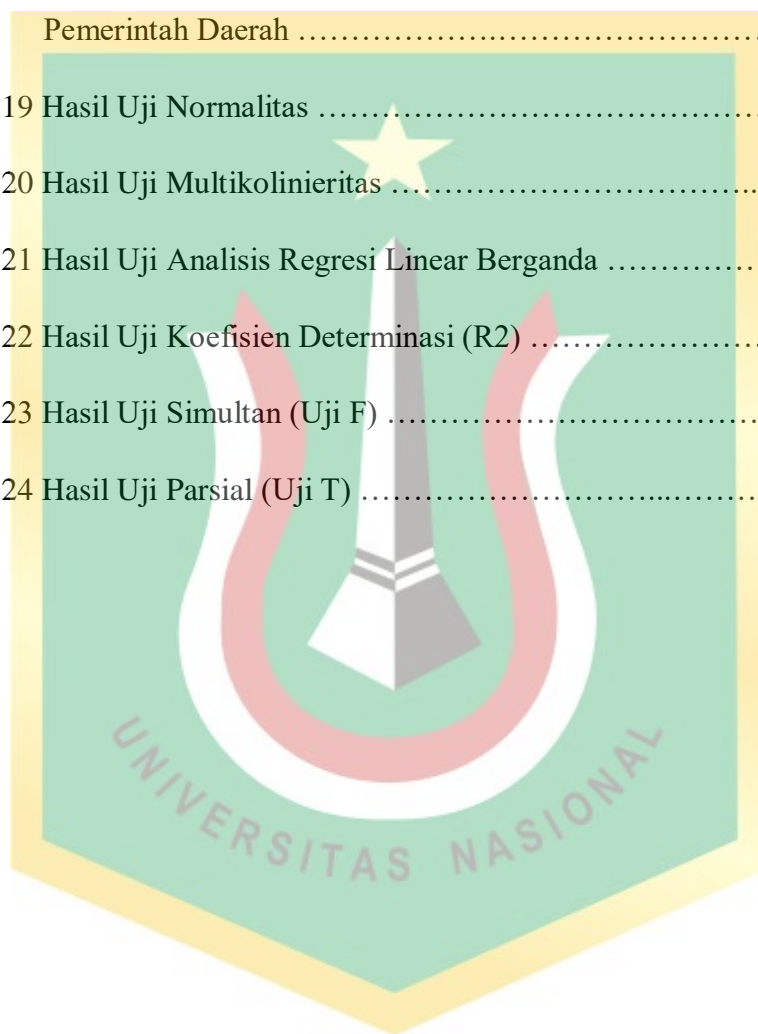 Pemerintah Daerah ……………….…………………………….
19 Hasil Uji Normalitas …………………………………….
20 Hasil Uji Multikolinieritas …………………………………..
21 Hasil Uji Analisis Regresi Linear Berganda …………….
22 Hasil Uji Koefisien Determinasi (R2) …………………….
23 Hasil Uji Simultan (Uji F) ………………………………….
24 Hasil Uji Parsial (Uji T) ………………………...……….
UNIVERSITAS NASIONAL